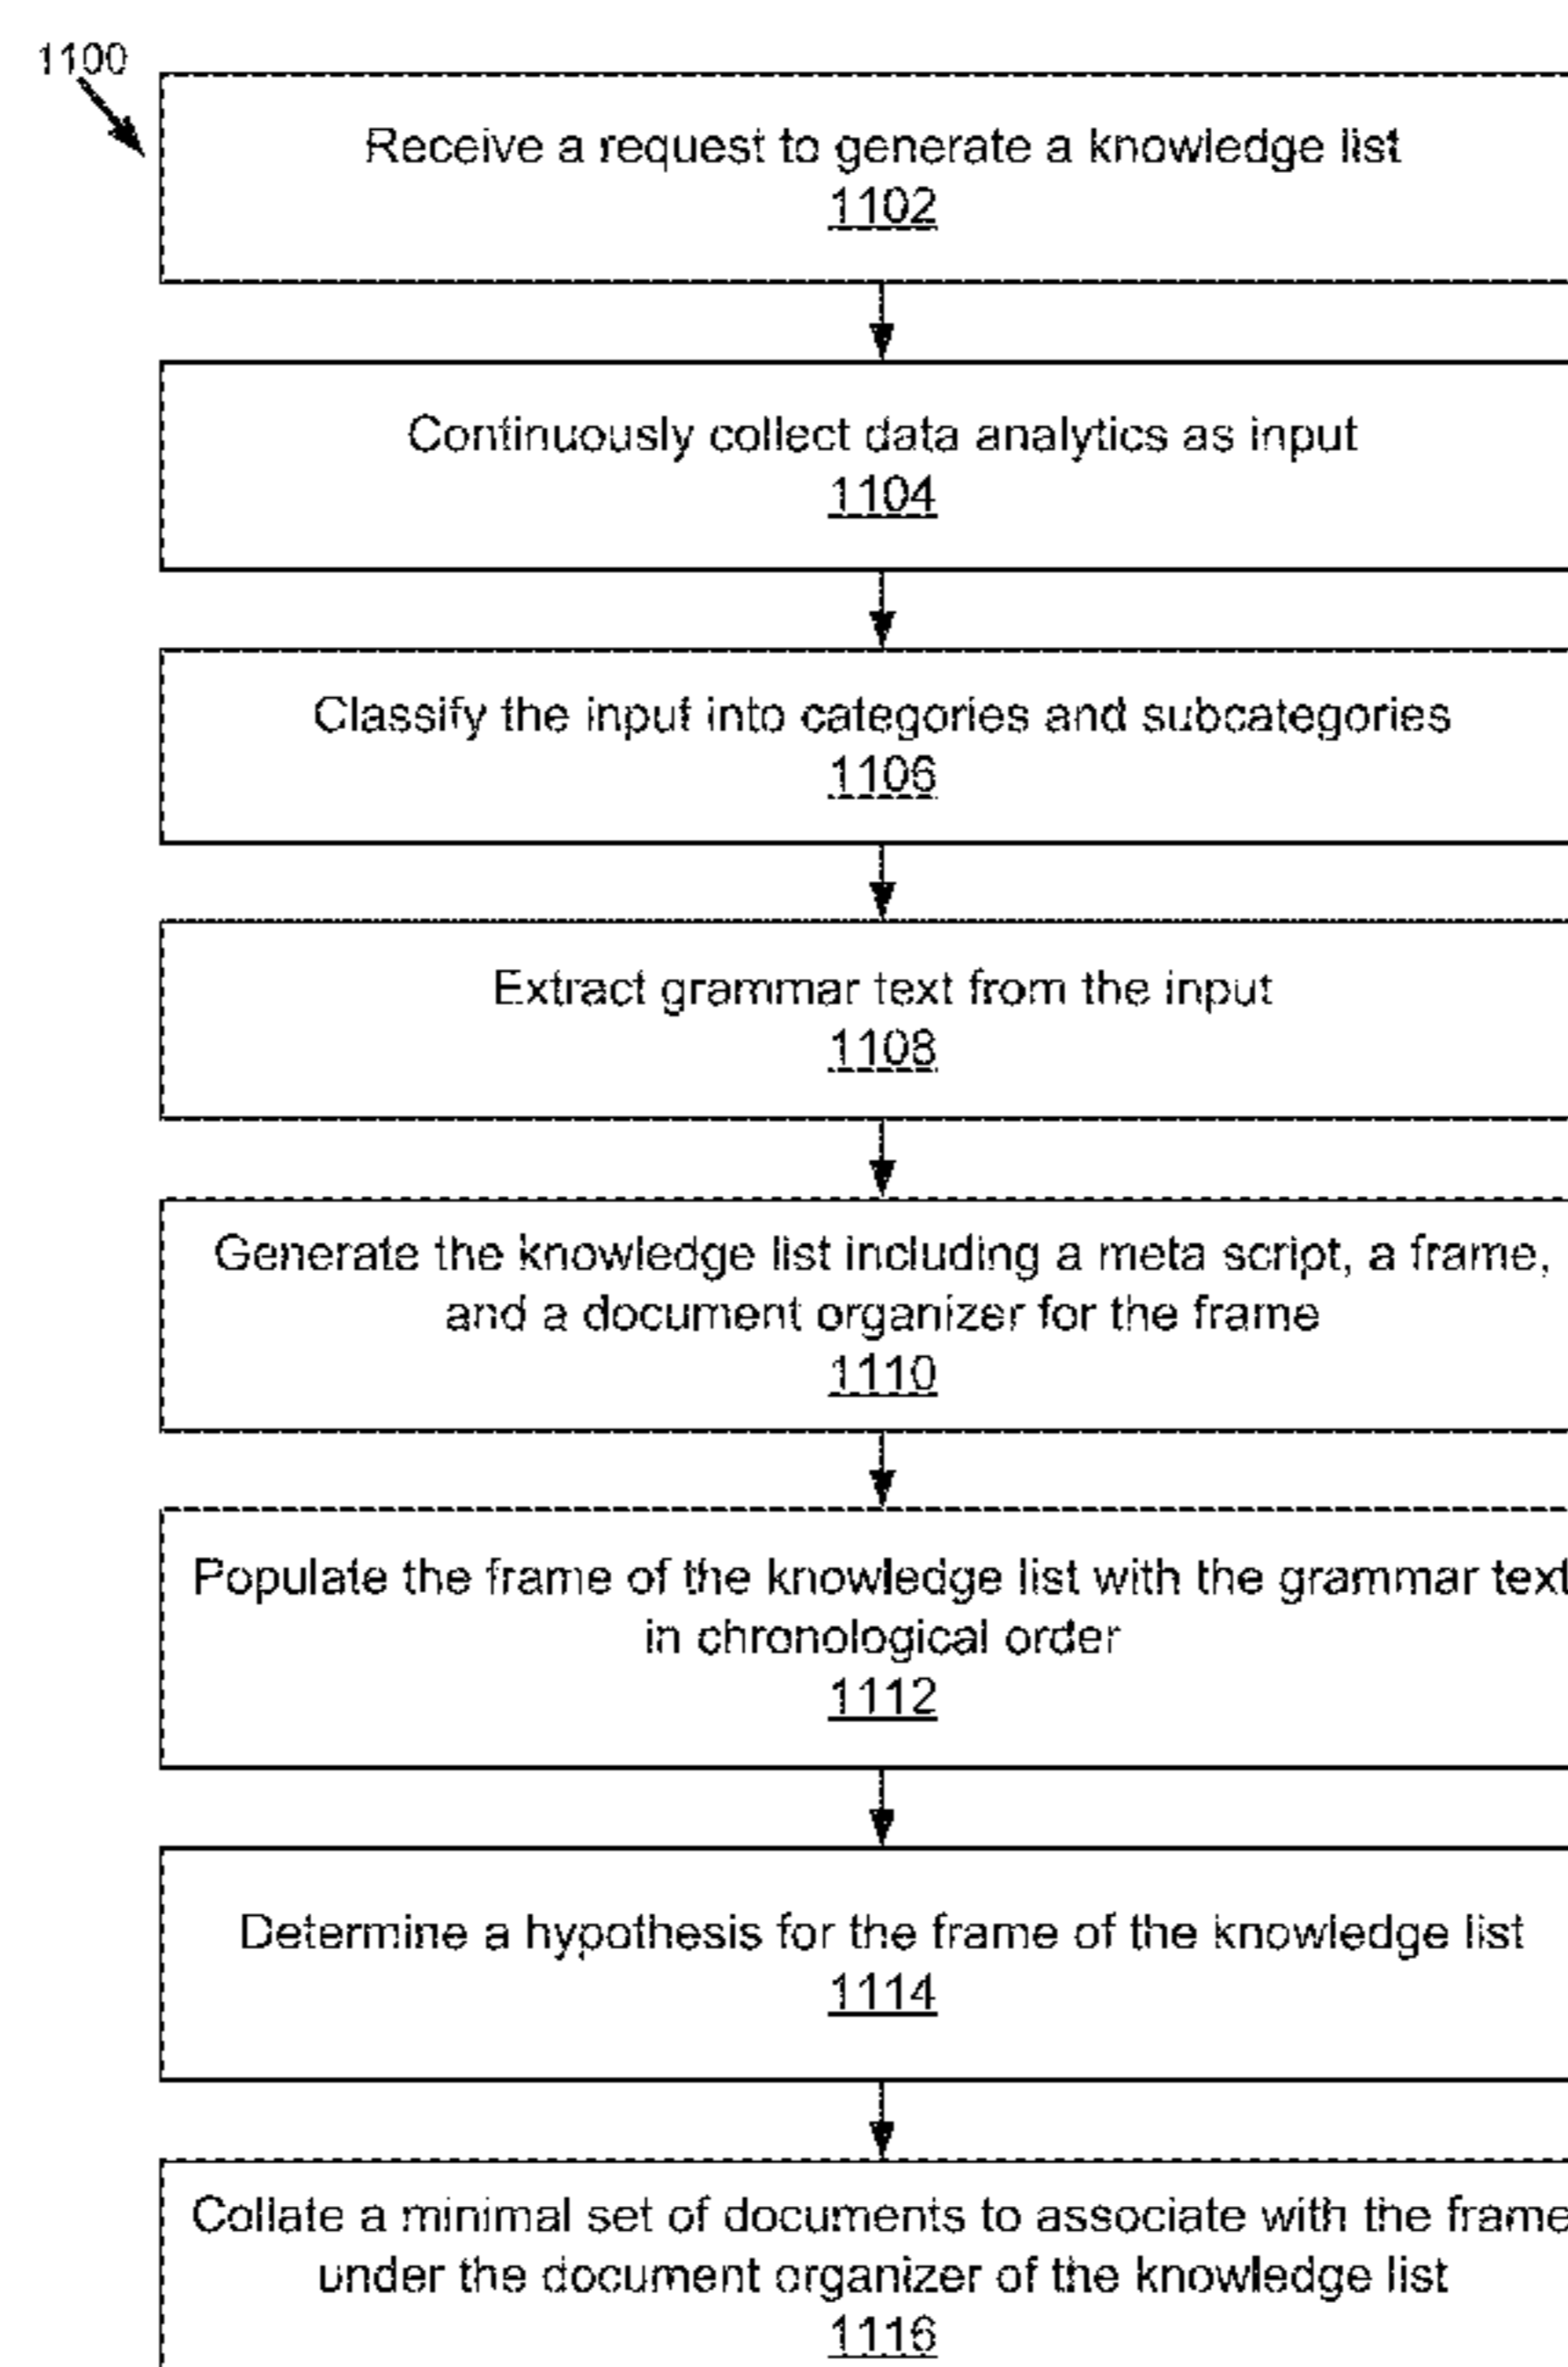 1100
Receive a request to generate a knowledge list
1102
Continuously collect data analytics as input
1104
Classify the input into categories and subcategories
1106
Extract grammar text from the input
1108
Generate the knowledge list including a meta script, a frame,
and a document organizer for the frame
1110
Populate the frame of the knowledge list with the grammar text
in chronological order
1112
Determine a hypothesis for the frame of the knowledge list
1114
Collate a minimal set of documents to associate with the frame
under the document organizer of the knowledge list
1116